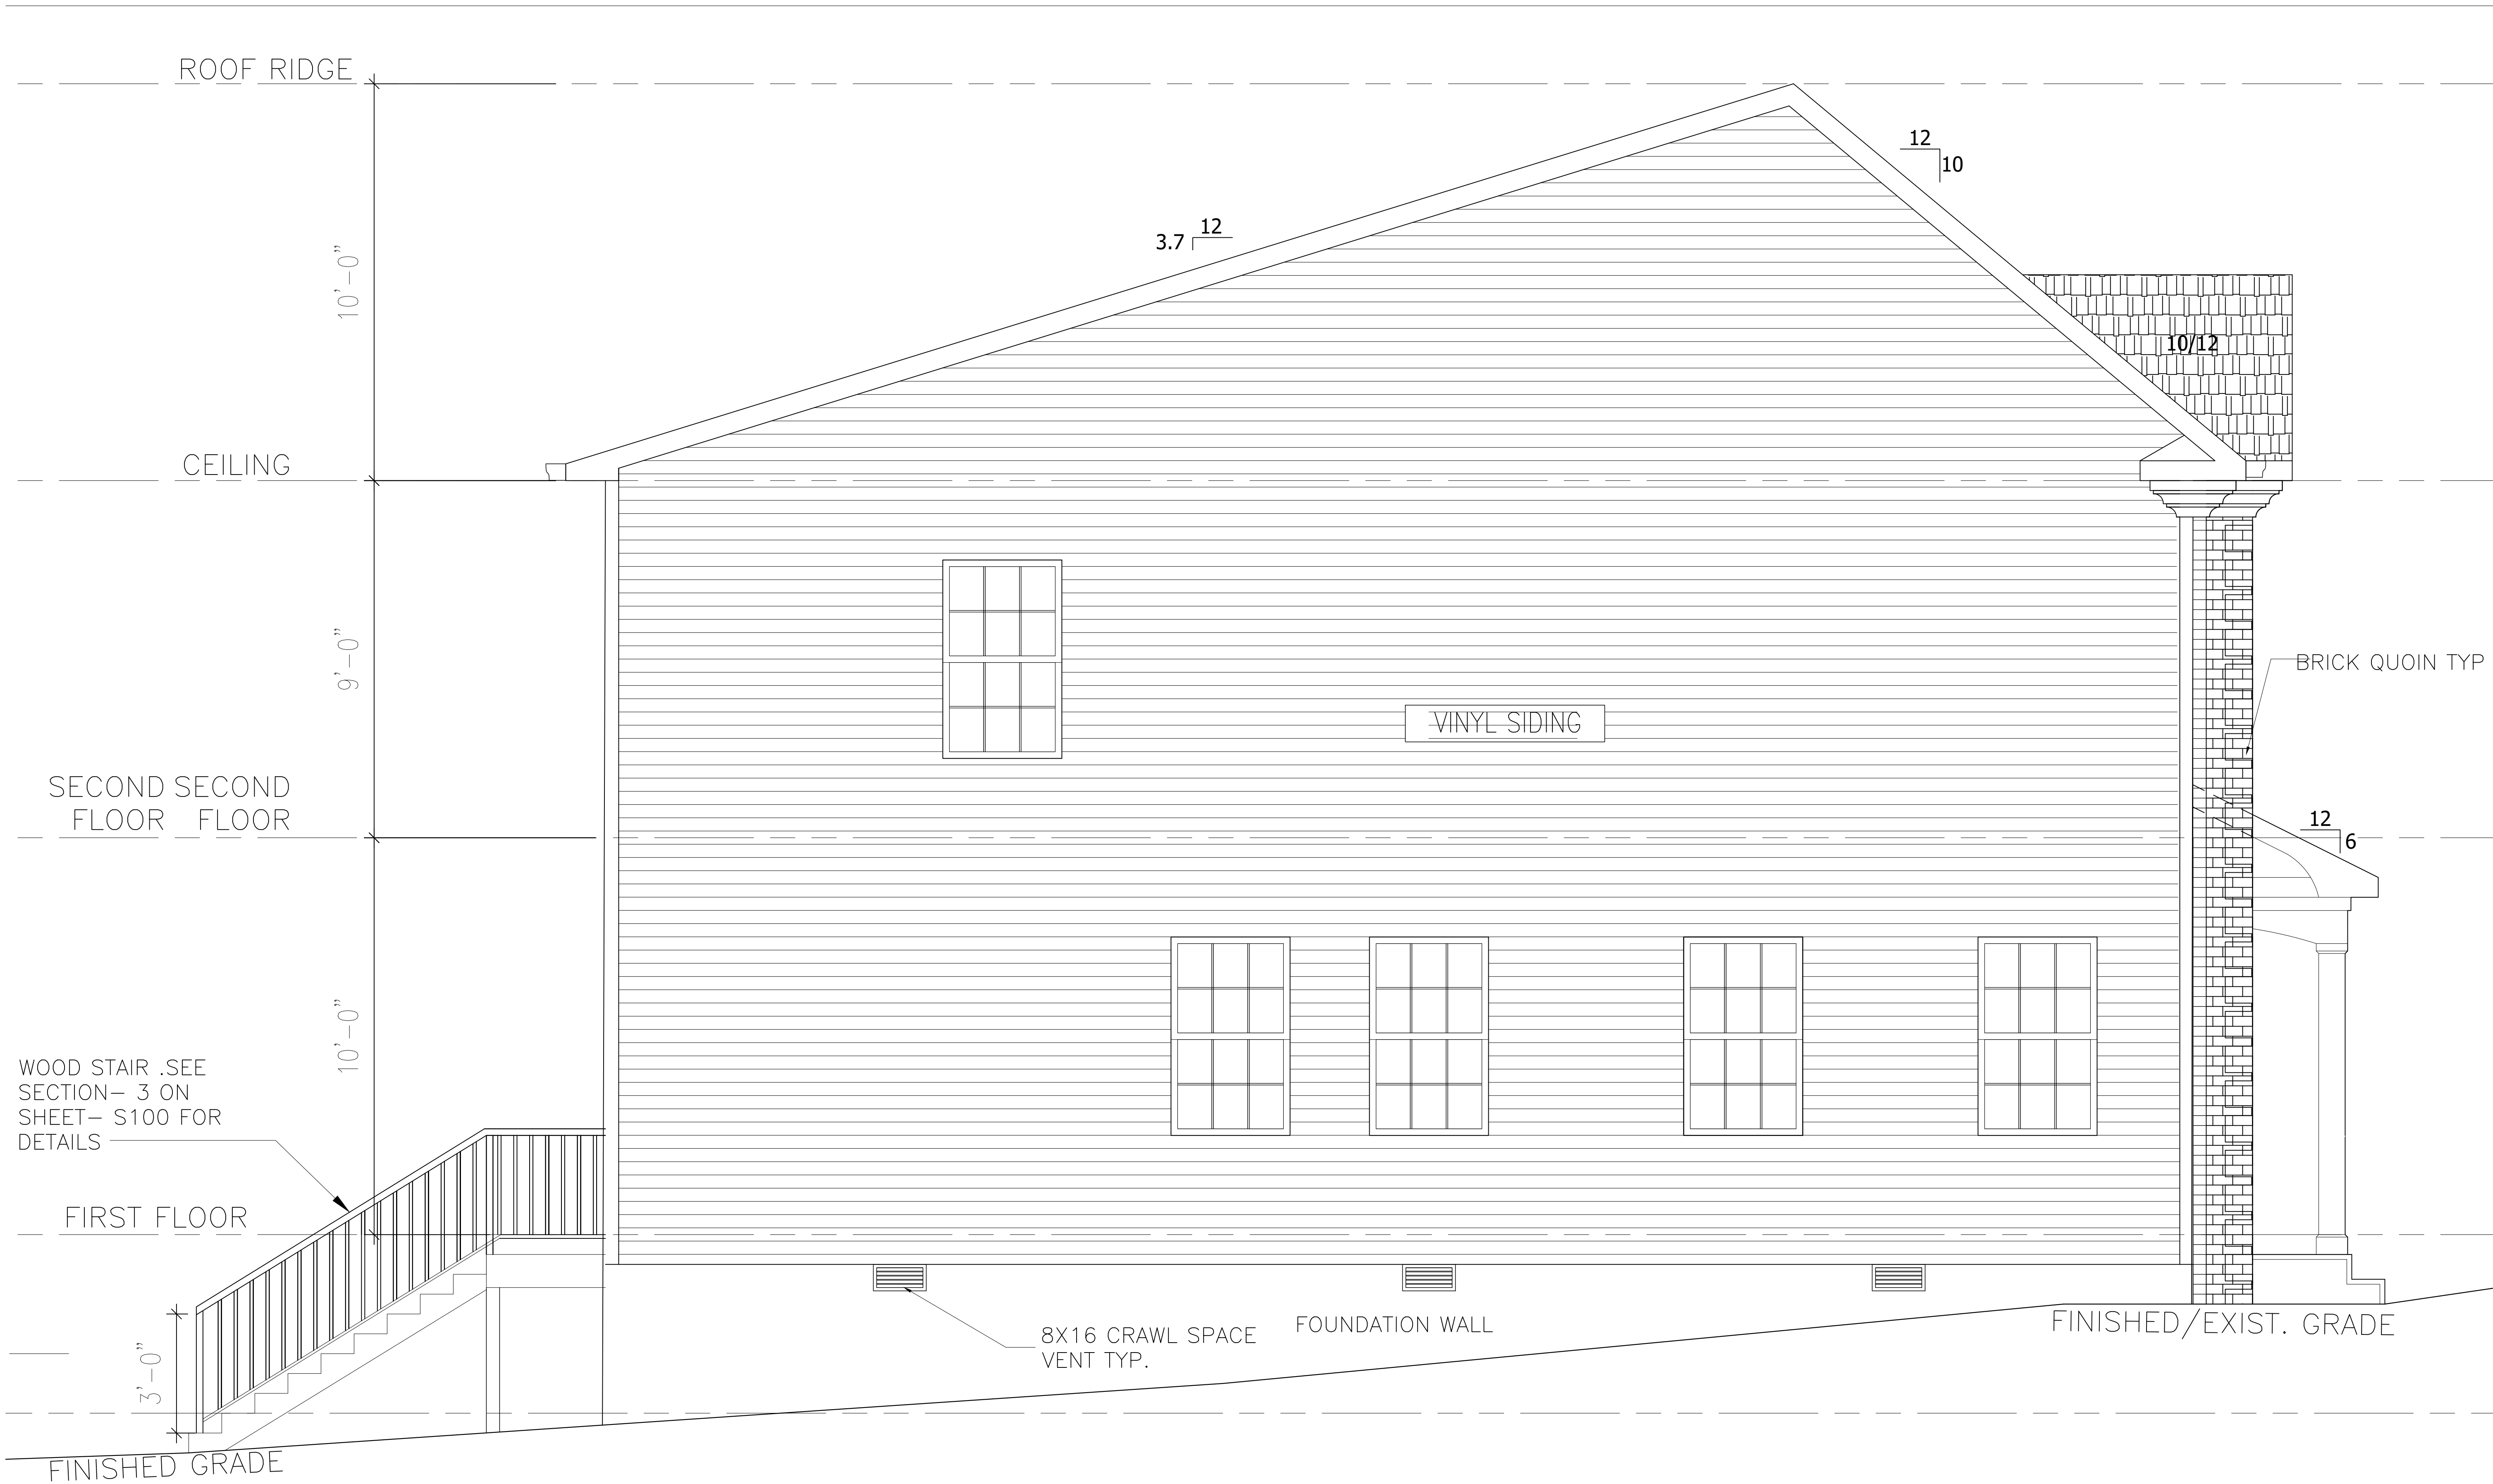 ROOF RIDGE
12
10
12
3.7
10'-0"
10/12
CEILING
9'-0"
BRICK QUOIN TYP
VINYL SIDING
SECOND SECOND
FLOOR FLOOR
12
6
10'-0"
WOOD STAIR .SEE
SECTION- 3 ON
SHEET- S100 FOR
DETAILS
FIRST FLOOR
3'-0"
8X16 CRAWL SPACE
VENT TYP.
FOUNDATION WALL
FINISHED/EXIST. GRADE
FINISHED GRADE